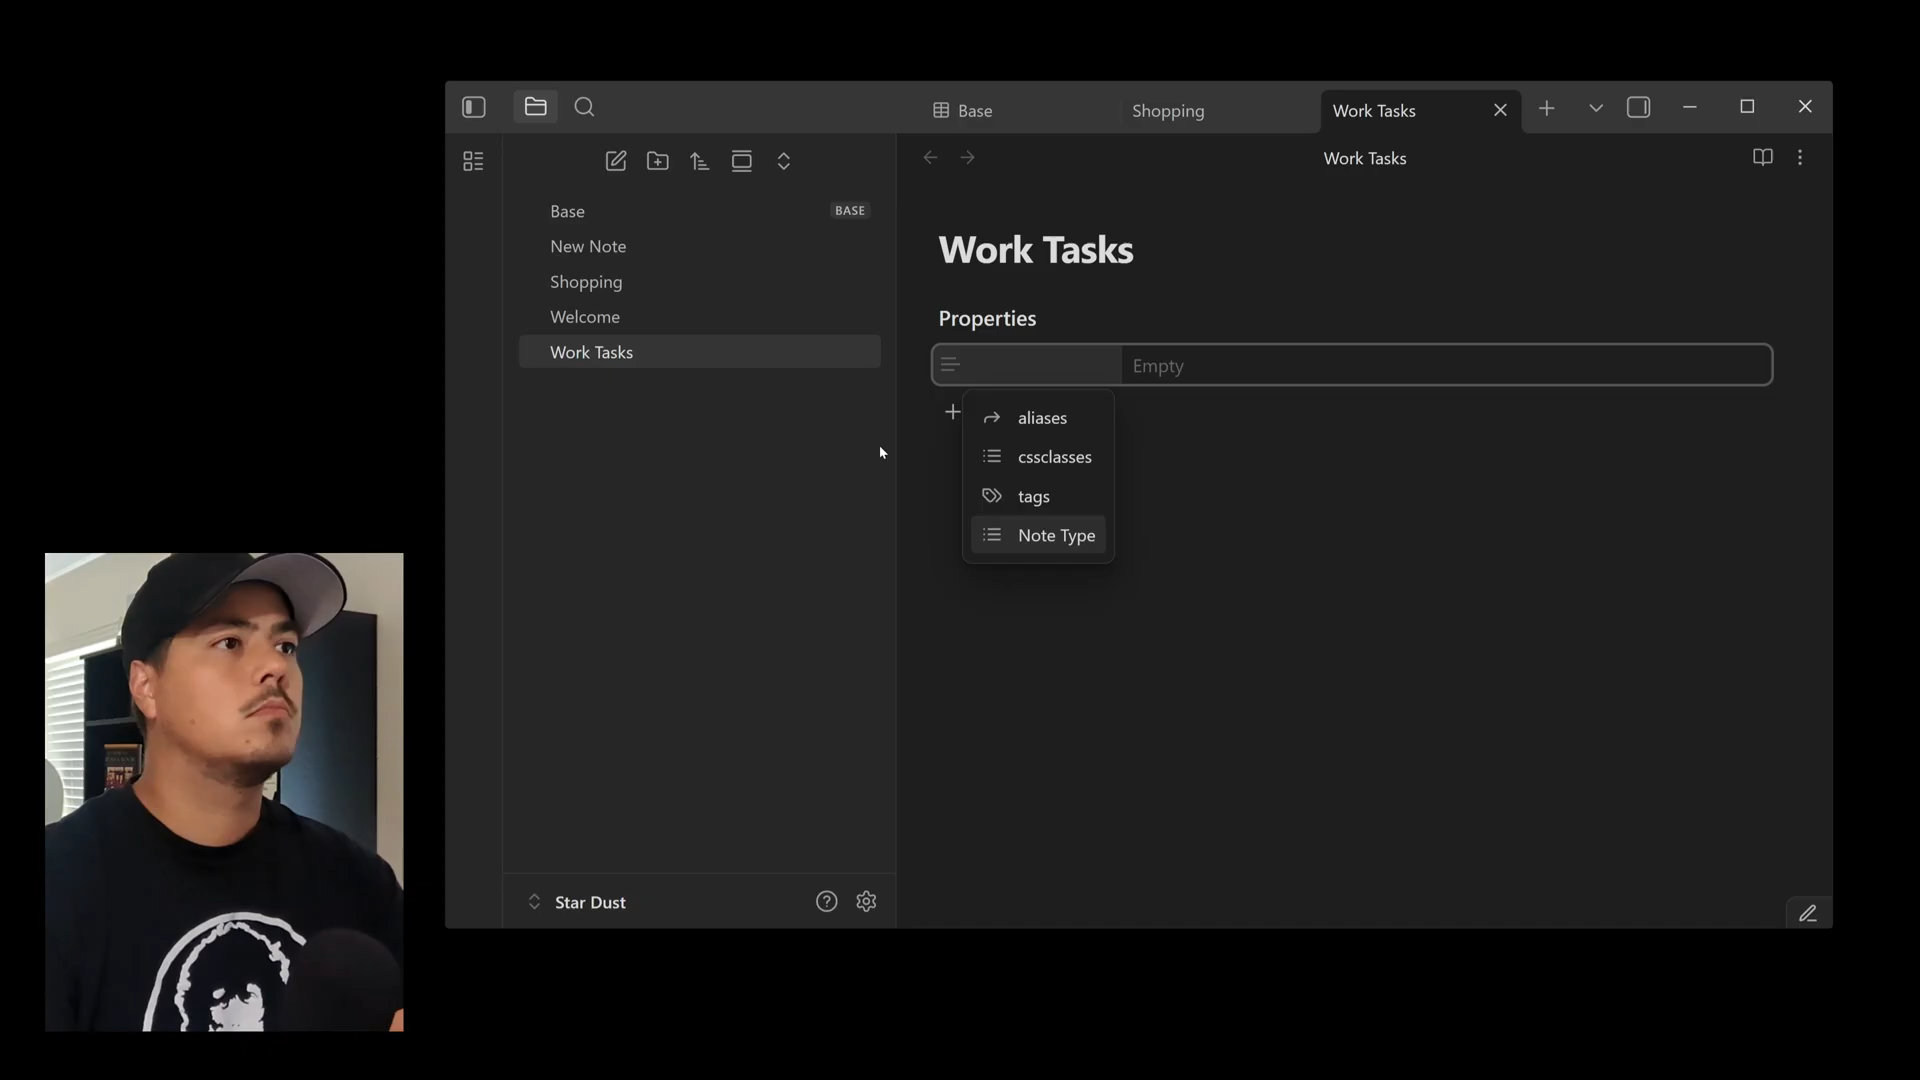 Base
Shopping
Work Tasks
Work Tasks
Base
BASE
New Note
Shopping
Welcome
Work Tasks
Work Tasks
Properties
Empty
aliases
cssclasses
tags
Note Type
Star Dust